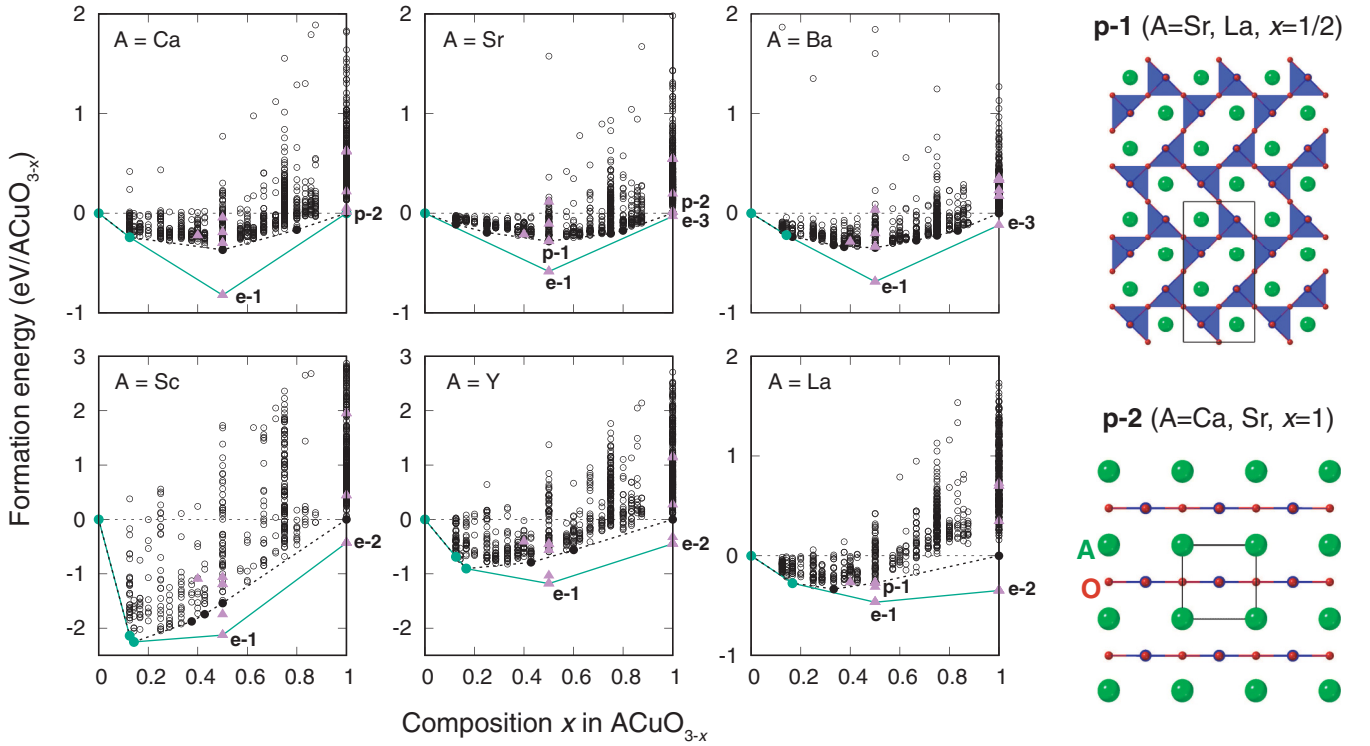 Formation energy (eV/ACuO3-x)
A = Ca
2
1
0
-1
p-2
e-1
A = Sr
2
1
0
-1
p-2
e-3
p-1
e-1
A = Ba
2
1
0
-1
e-3
e-1
A = Sc
3
2
1
0
-1
-2
e-2
e-1
0 0.2 0.4 0.6 0.8 1
A = Y
3
2
1
0
-1
-2
e-2
e-1
0 0.2 0.4 0.6 0.8 1
A = La
2
1
0
-1
p-1
e-1
e-2
0 0.2 0.4 0.6 0.8 1
Composition x in ACuO3-x
p-1 (A=Sr, La, x=1/2)
p-2 (A=Ca, Sr, x=1)
A
O